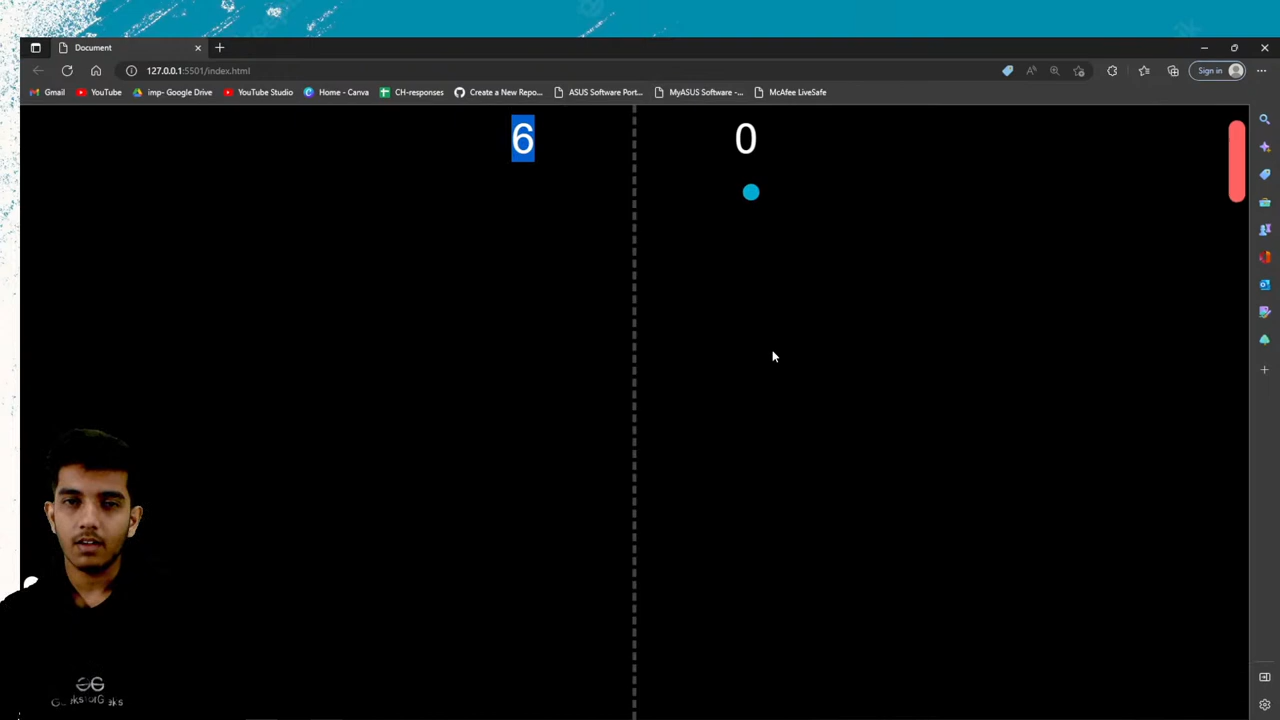 Document
127.0.0.1:5501/index.html
Sign in
Gmail
YouTube
imp- Google Drive
YouTube Studio
Home - Canva
CH-responses
Create a New Repo...
ASUS Software Port...
MyASUS Software -...
McAfee LiveSafe
6
0